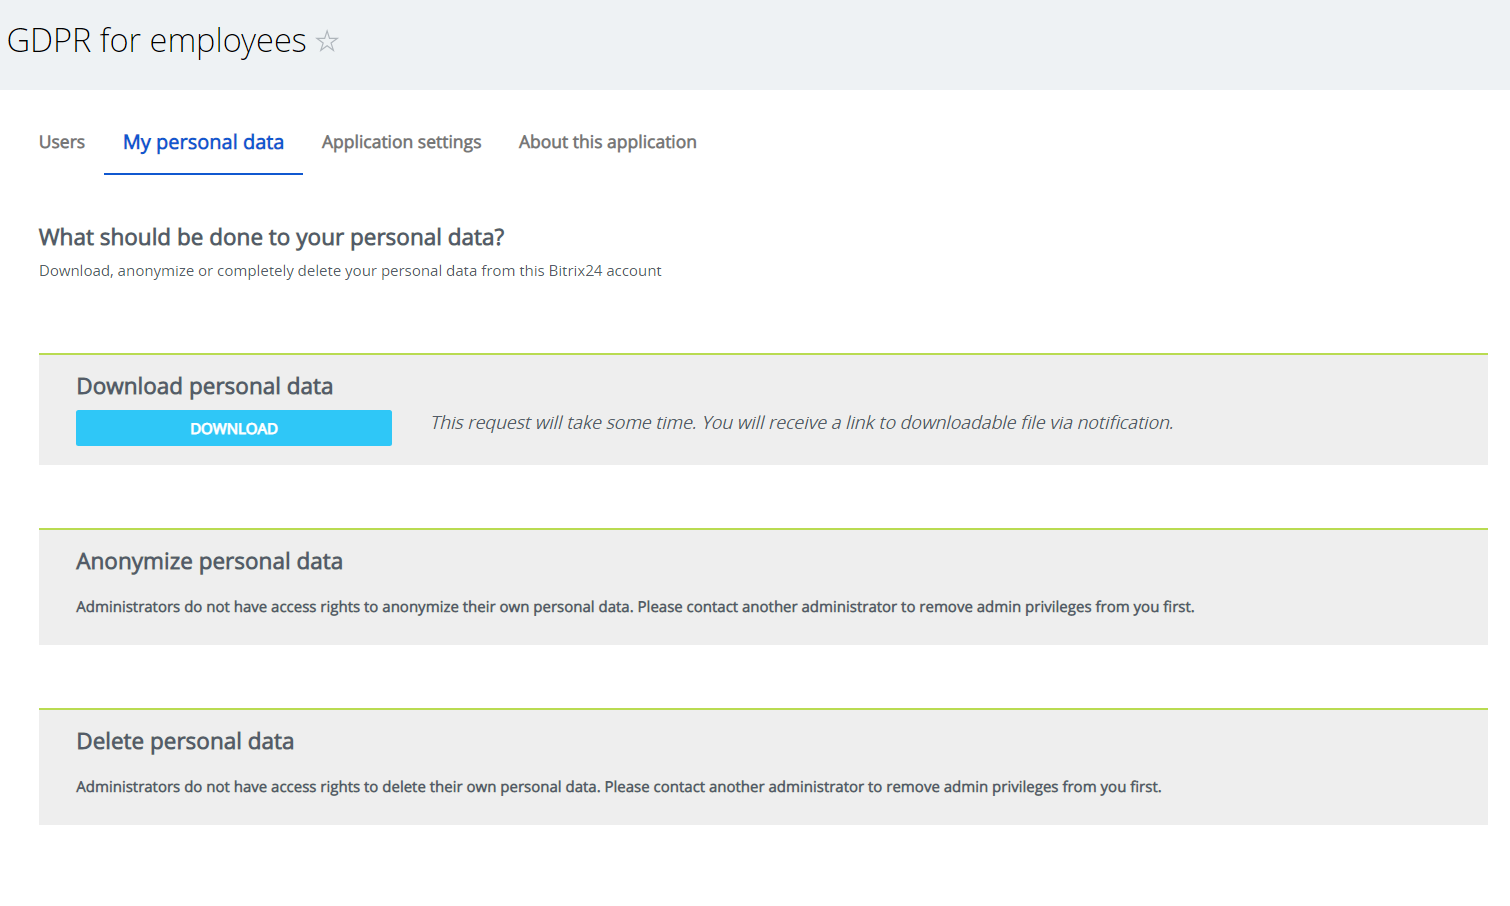 GDPR for employees
Users My personal data Application settings About this application
What should be done to your personal data?
Download, anonymize or completely delete your personal data from this Bitrix24 account
Download personal data
DOWNLOAD This request will take some time. You will receive a link to downloadable file via notification.
Anonymize personal data
Administrators do not have access rights to anonymize their own personal data. Please contact another administrator to remove admin privileges from you first.
Delete personal data
Administrators do not have access rights to delete their own personal data. Please contact another administrator to remove admin privileges from you first.